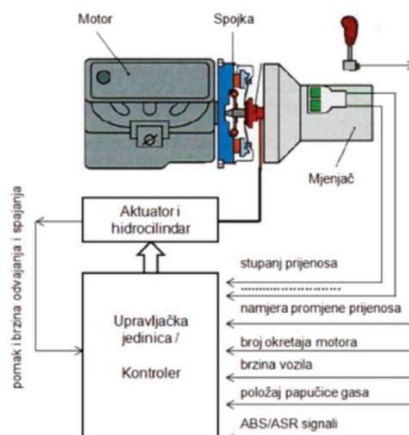 Motor
Spojka
Mjenjač
Aktuator i
hidrocilindar
pomak i brzina odvajanja i spajanja
Upravljačka
jedinica /
Kontroler
stupanj prijenosa
........................
namjera promjene prijenosa
broj okretaja motora
brzina vozila
položaj papučice gasa
ABS/ASR signali